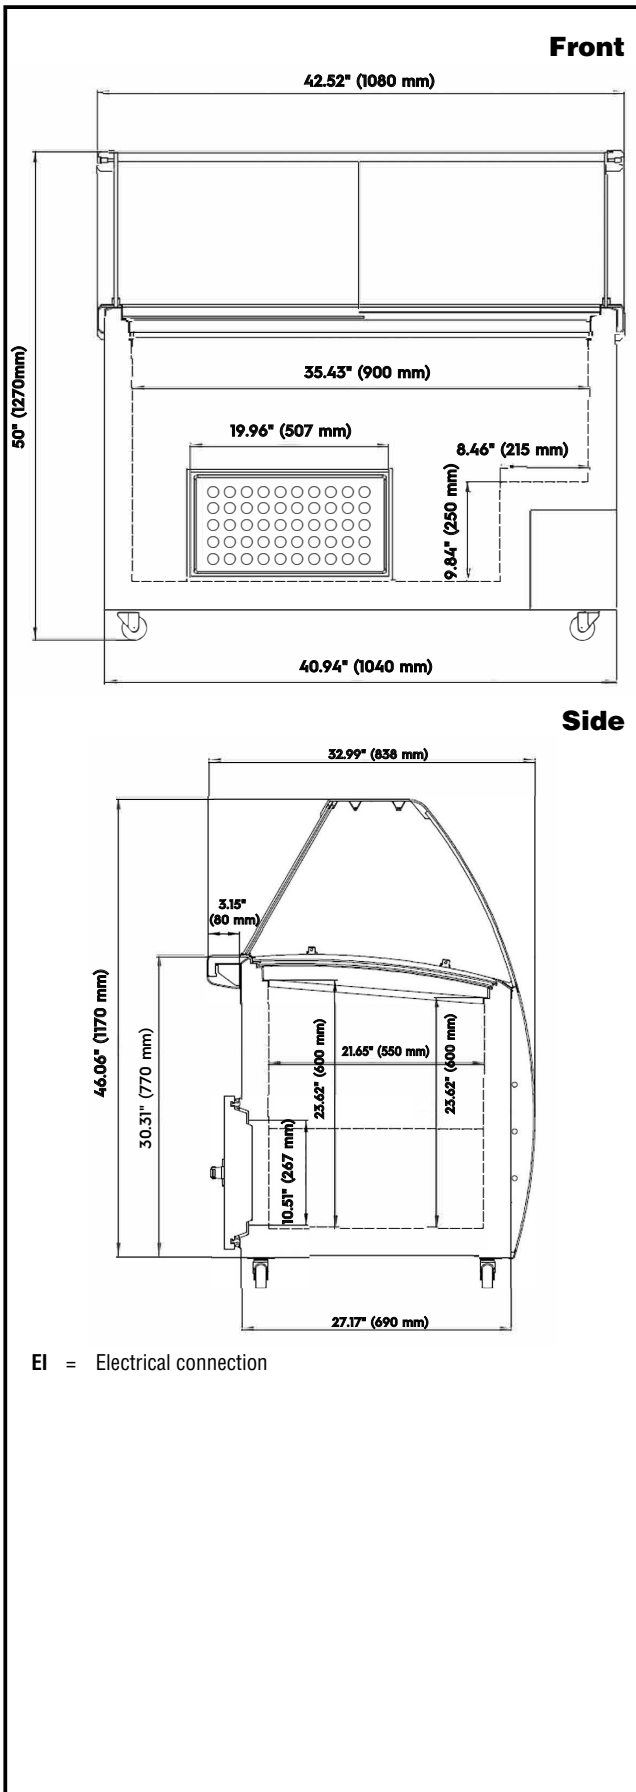 Front
42.52" (1080 mm)
50" (1270mm)
35.43" (900 mm)
19.96" (507 mm)
8.46" (215 mm)
9.84" (250 mm)
40.94" (1040 mm)
Side
32.99" (838 mm)
3.15"
(80 mm)
46.06" (1170 mm)
30.31" (770 mm)
21.65" (550 mm)
23.62" (600 mm)
23.62" (600 mm)
10.51" (267 mm)
27.17" (690 mm)
EI = Electrical connection